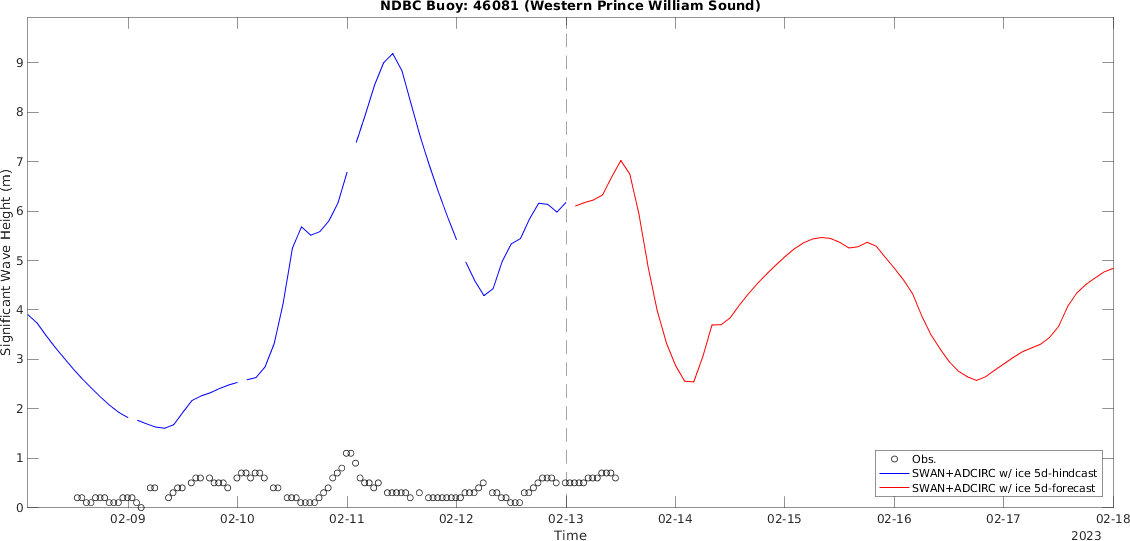 NDBC Buoy: 46081 (Western Prince William Sound)
9
8
7
6
5
4
3
2
1
0
Significant Wave Height (m)
Obs.
SWAN+ADCIRC w/ ice 5d-hindcast
SWAN+ADCIRC w/ ice 5d-forecast
02-09 02-10 02-11 02-12 02-13 02-14 02-15 02-16 02-17 02-18
Time
2023